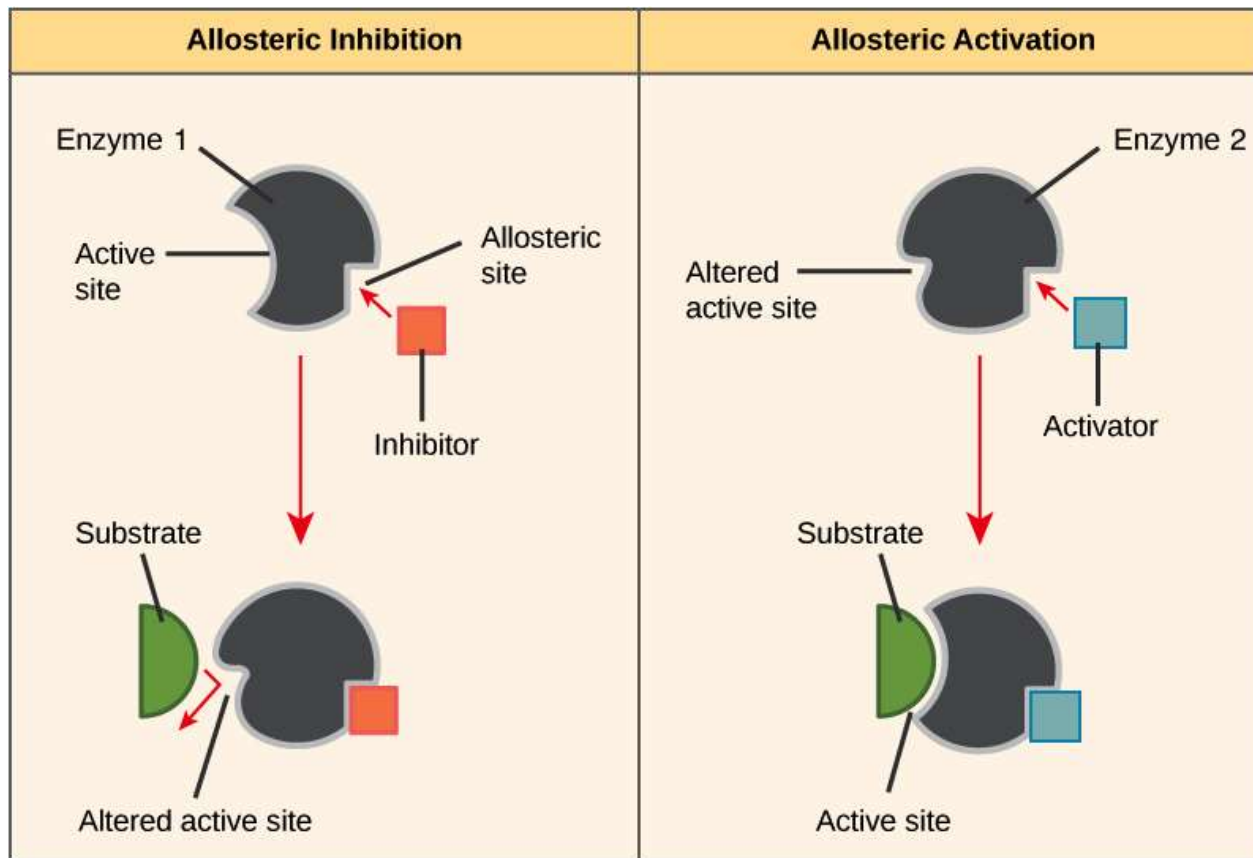 Allosteric Inhibition
Enzyme 1
Active
site
Allosteric
site
Inhibitor
Substrate
Altered active site
Allosteric Activation
Enzyme 2
Altered
active site
Activator
Substrate
Active site